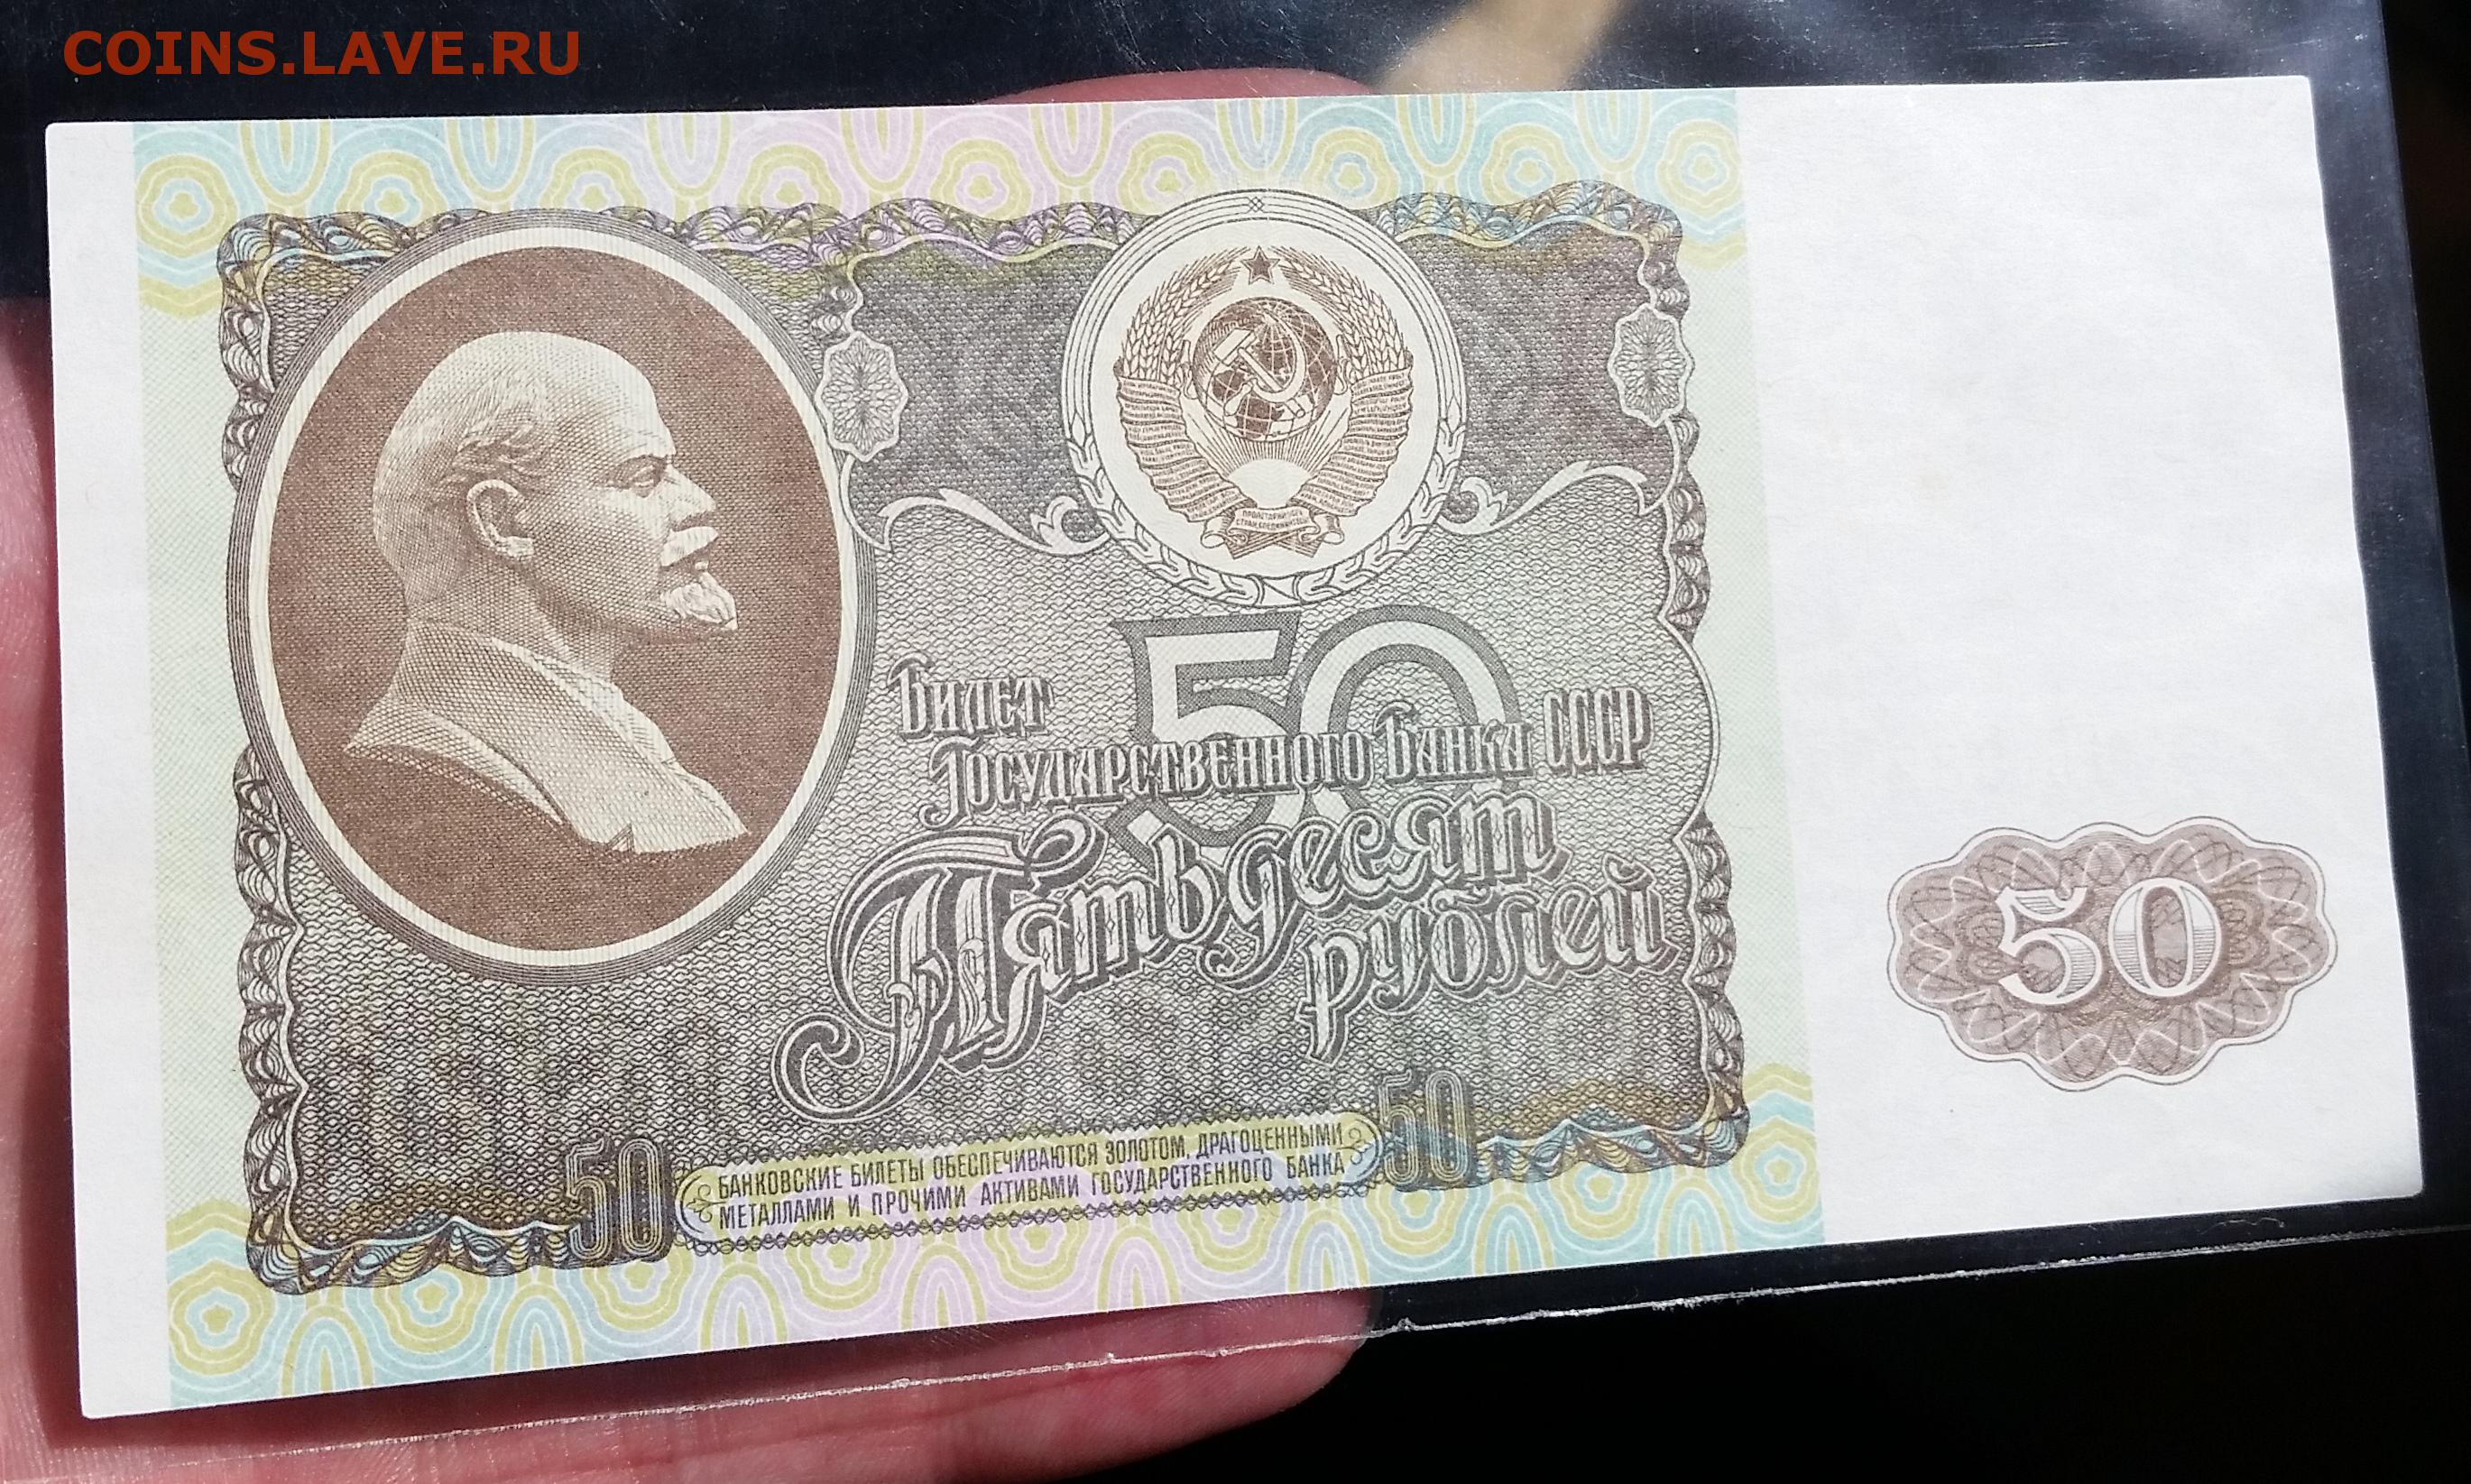 COINS.LAVE.RU
50
Билет
Государственного Банка СССР
Пятьдесят
рублей
50
50
БАНКОВСКИЕ БИЛЕТЫ ОБЕСПЕЧИВАЮТСЯ ЗОЛОТОМ, ДРАГОЦЕННЫМИ
МЕТАЛЛАМИ И ПРОЧИМИ АКТИВАМИ ГОСУДАРСТВЕННОГО БАНКА
50